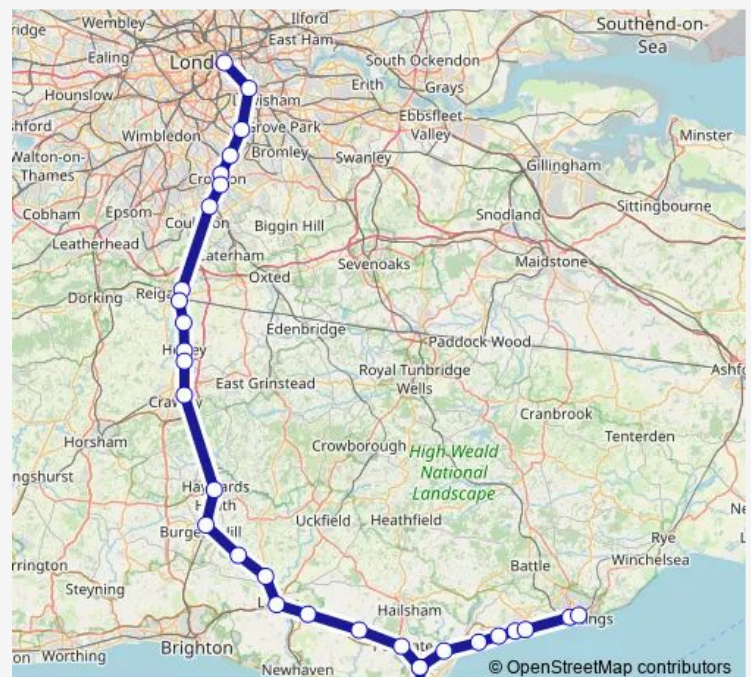 Wembley
Ilford
Southend-on-
Sea
Ealing
East Ham
South Ockendon
Hounslow
Erith
Grays
Ebbsfleet
Valley
Wimbledon
Grove Park
Minster
Walton-on-
Thames
Bromley
Swanley
Gillingham
Cobham
Epsom
Biggin Hill
Snodland
Sittingbourne
Leatherhead
Caterham
Sevenoaks
Maidstone
Oxted
Dorking
Edenbridge
Paddock Wood
Royal Tunbridge
Wells
East Grinstead
Cranbrook
Tenterden
Horsham
Crowborough
High Weald
National
Landscape
Uckfield
Heathfield
Rye
Winchelsea
Battle
Steyning
Hailsham
Brighton
Worthing
Newhaven
© OpenStreetMap contributors